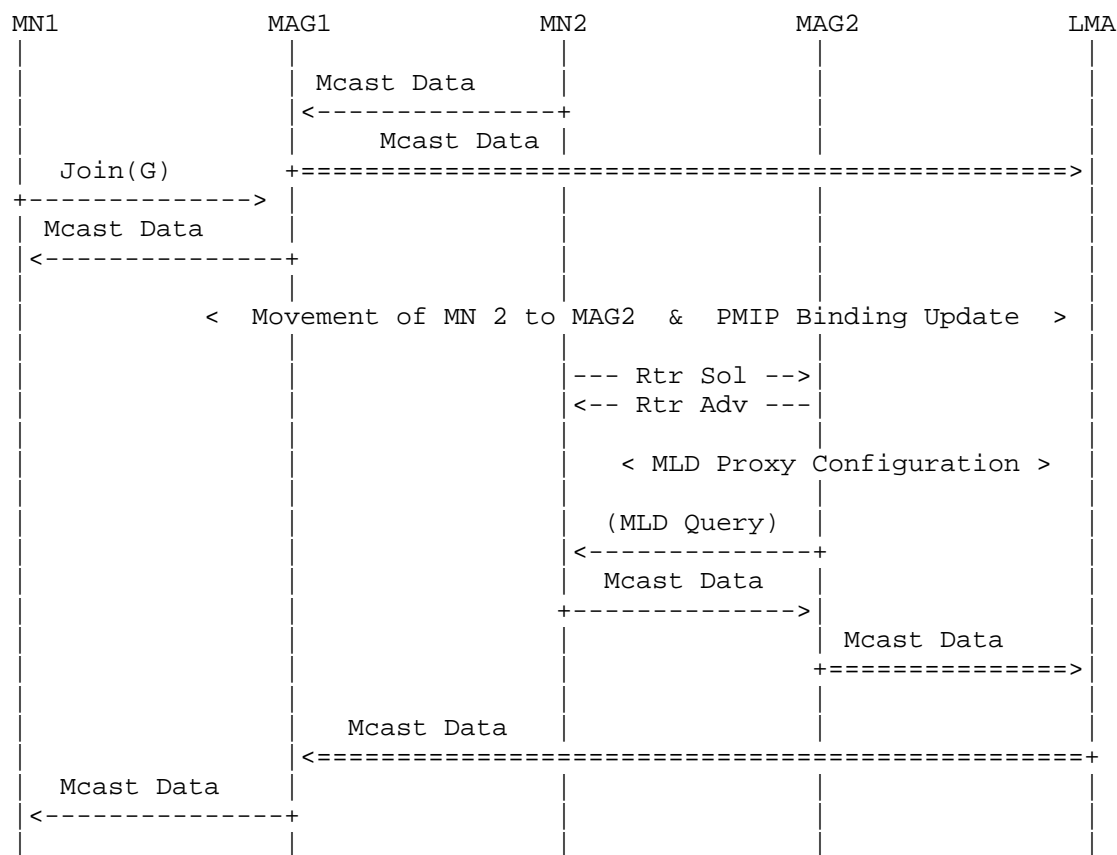 MN1 MAG1 MN2 MAG2 LMA
Mcast Data
Mcast Data
Join(G)
Mcast Data
< Movement of MN 2 to MAG2 & PMIP Binding Update >
--- Rtr Sol -->
<-- Rtr Adv ---
< MLD Proxy Configuration >
(MLD Query)
Mcast Data
Mcast Data
Mcast Data
Mcast Data